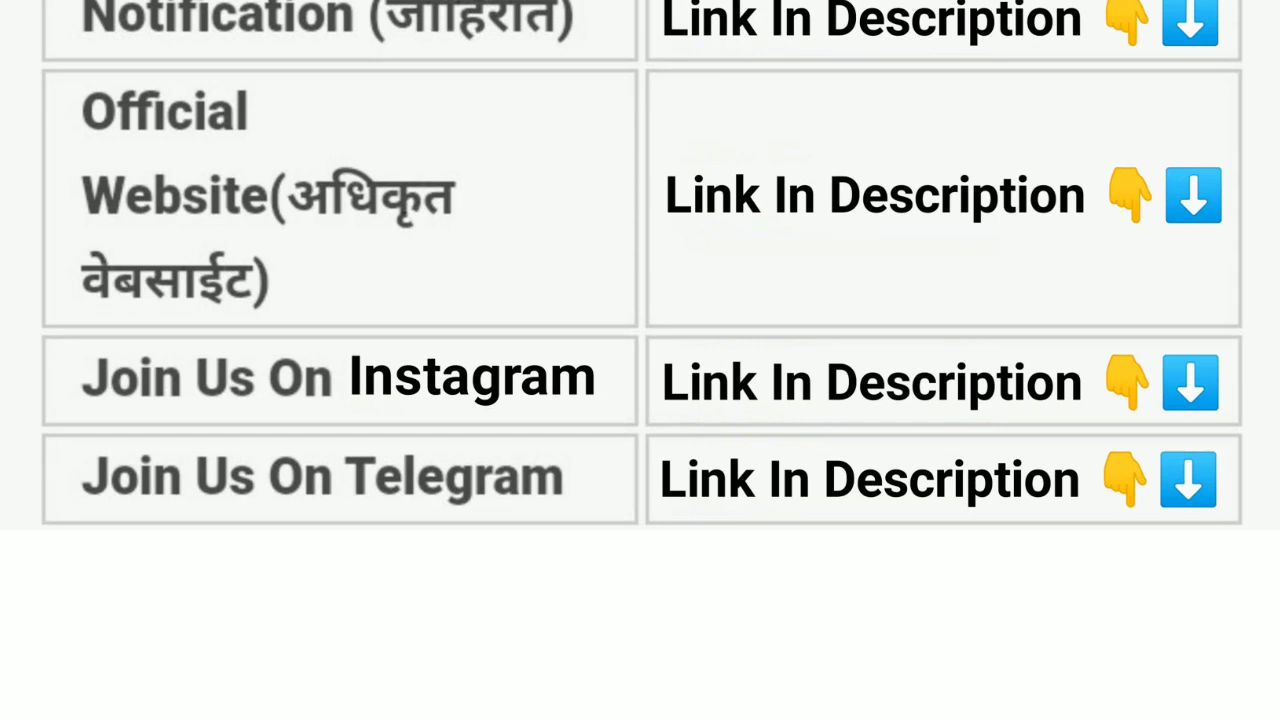 Notification (जाहिरात) Link In Description 👇⬇️
Official
Website(अधिकृत Link In Description 👇⬇️
वेबसाईट)
Join Us On Instagram Link In Description 👇⬇️
Join Us On Telegram Link In Description 👇⬇️